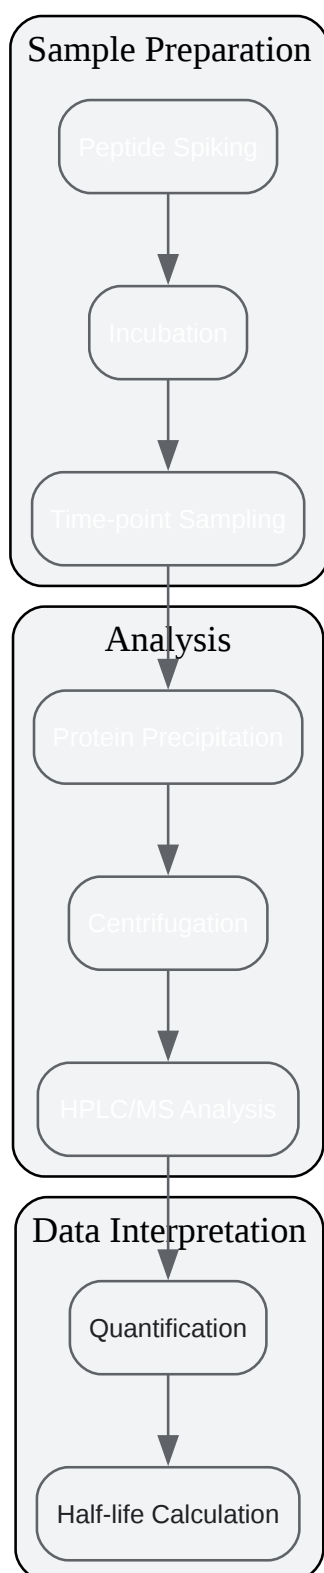 Sample Preparation
Peptide Spiking
Incubation
Time-point Sampling
Analysis
Protein Precipitation
Centrifugation
HPLC/MS Analysis
Data Interpretation
Quantification
Half-life Calculation